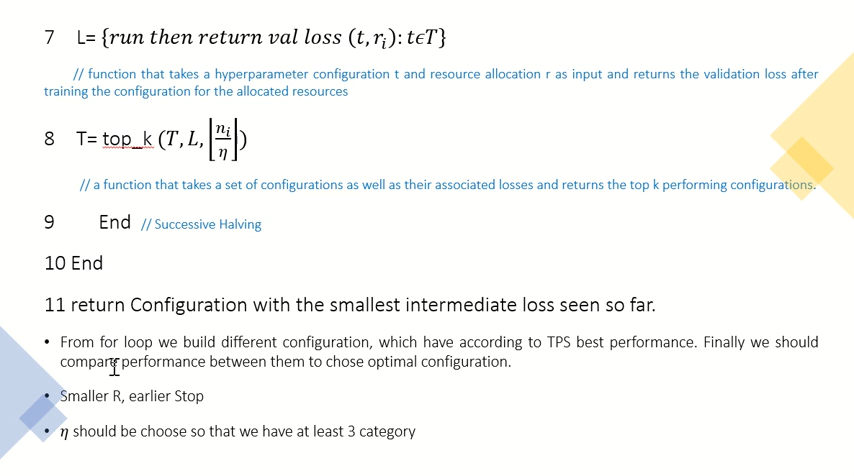 7 L= {run then return val loss (t, rᵢ): tϵT}
// function that takes a hyperparameter configuration t and resource allocation r as input and returns the validation loss after
training the configuration for the allocated resources
8 T= top_k (T, L, ⌊nᵢ/η⌋)
// a function that takes a set of configurations as well as their associated losses and returns the top k performing configurations.
9 End // Successive Halving
10 End
11 return Configuration with the smallest intermediate loss seen so far.
• From for loop we build different configuration, which have according to TPS best performance. Finally we should
compare performance between them to chose optimal configuration.
• Smaller R, earlier Stop
• η should be choose so that we have at least 3 category